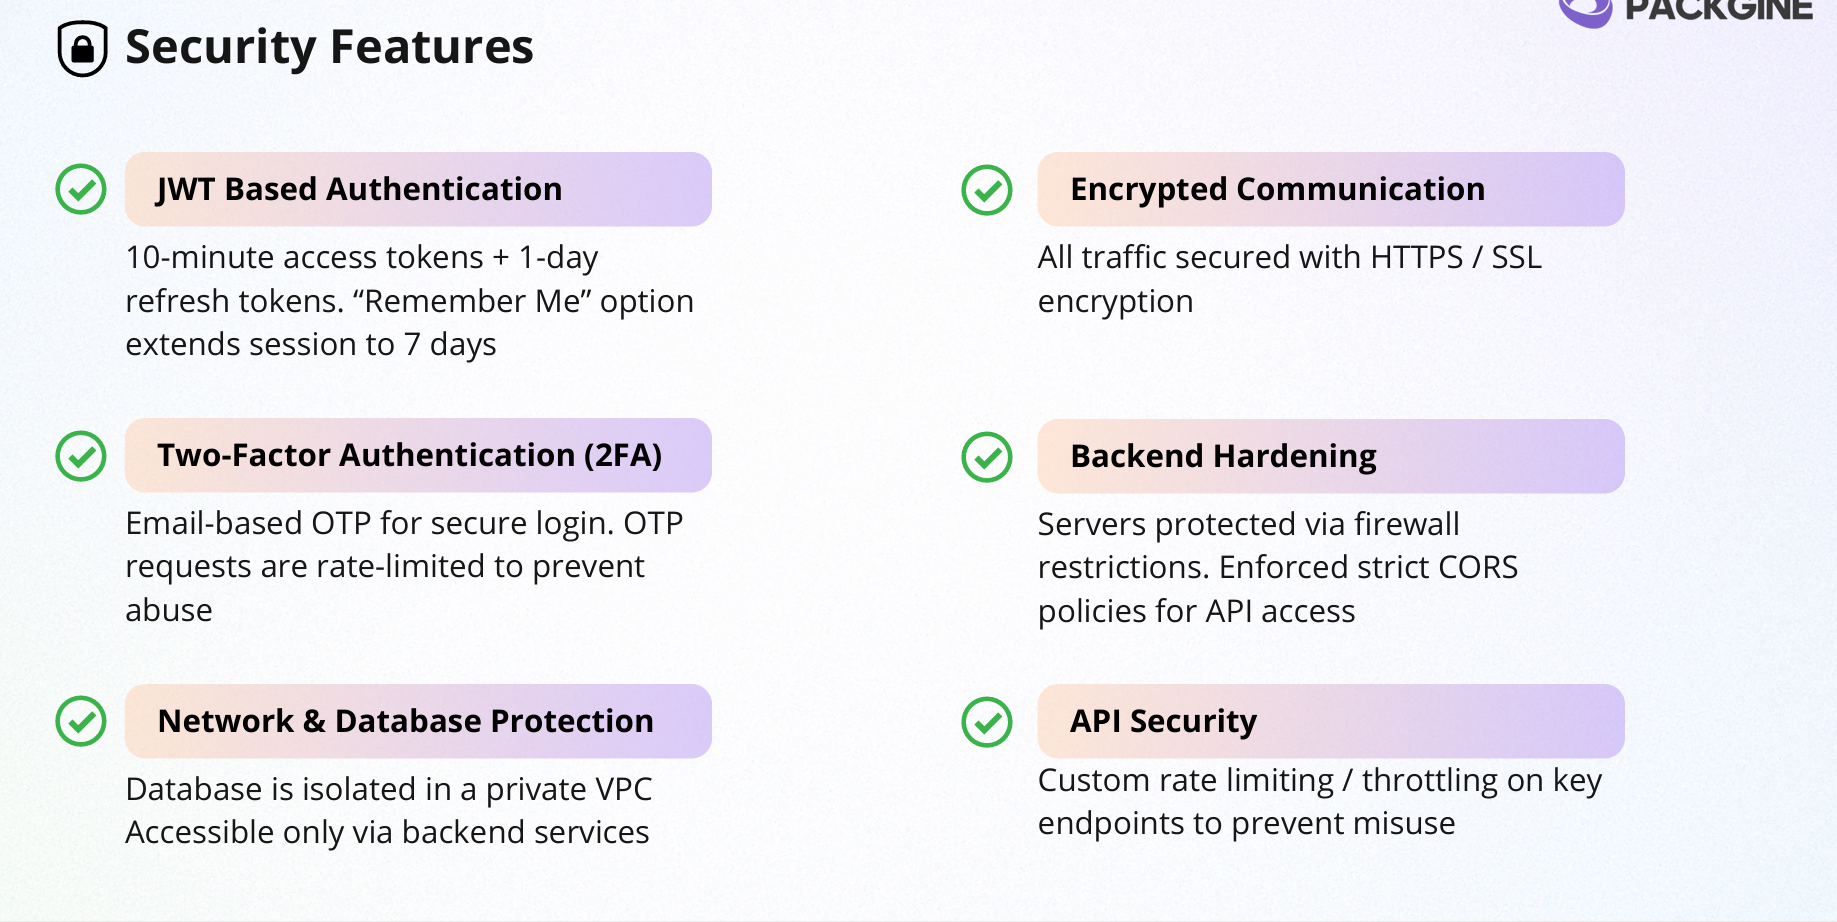 PACKGINE
Security Features
JWT Based Authentication
10-minute access tokens + 1-day
refresh tokens. “Remember Me” option
extends session to 7 days
Encrypted Communication
All traffic secured with HTTPS / SSL
encryption
Two-Factor Authentication (2FA)
Email-based OTP for secure login. OTP
requests are rate-limited to prevent
abuse
Backend Hardening
Servers protected via firewall
restrictions. Enforced strict CORS
policies for API access
Network & Database Protection
Database is isolated in a private VPC
Accessible only via backend services
API Security
Custom rate limiting / throttling on key
endpoints to prevent misuse